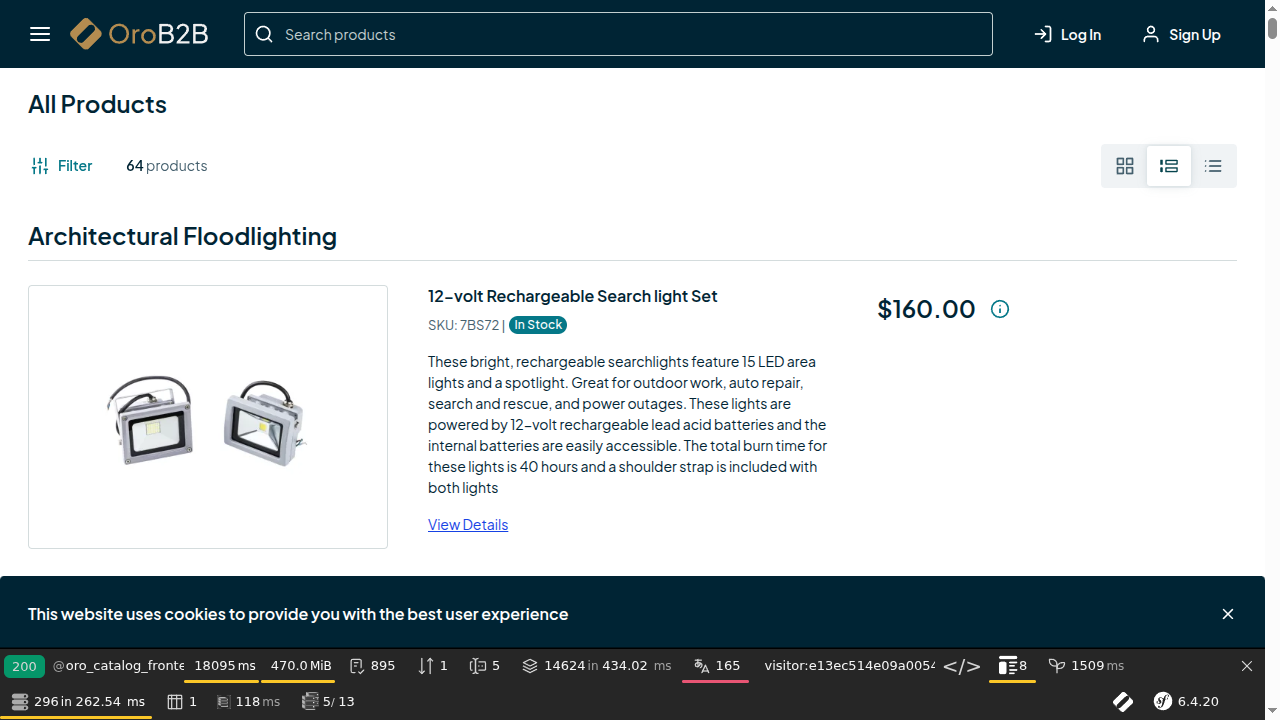 OroB2B
Search products
Log In
Sign Up
All Products
Filter
64 products
Architectural Floodlighting
12-volt Rechargeable Search light Set
$160.00
SKU: 7BS72 | In Stock
These bright, rechargeable searchlights feature 15 LED area
lights and a spotlight. Great for outdoor work, auto repair,
search and rescue, and power outages. These lights are
powered by 12-volt rechargeable lead acid batteries and the
internal batteries are easily accessible. The total burn time for
these lights is 40 hours and a shoulder strap is included with
both lights
View Details
This website uses cookies to provide you with the best user experience
200 @oro_catalog_fronte 18095 ms 470.0 MiB 895 1 5 14624 in 434.02 ms 165 visitor:e13ec514e09a0054 </> 8 1509 ms
296 in 262.54 ms 1 118 ms 5 / 13 sf 6.4.20